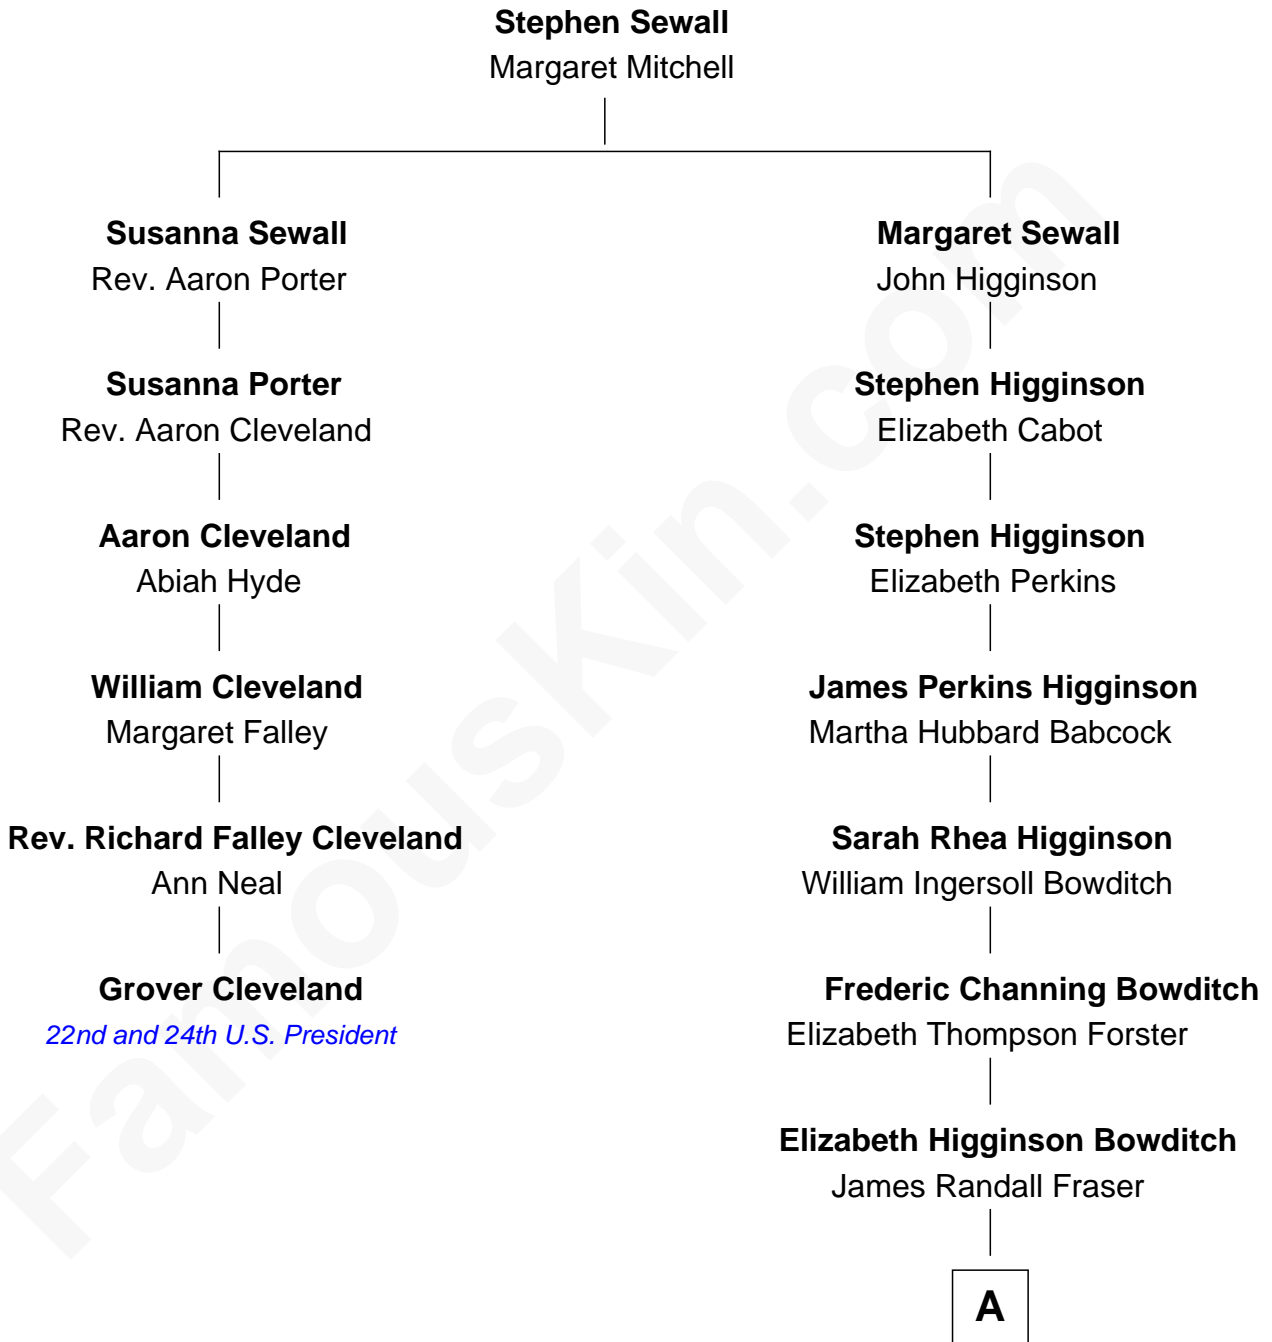 Stephen Sewall
Margaret Mitchell
Susanna Sewall
Rev. Aaron Porter
Margaret Sewall
John Higginson
Susanna Porter
Rev. Aaron Cleveland
Stephen Higginson
Elizabeth Cabot
Aaron Cleveland
Abiah Hyde
Stephen Higginson
Elizabeth Perkins
William Cleveland
Margaret Falley
James Perkins Higginson
Martha Hubbard Babcock
Rev. Richard Falley Cleveland
Ann Neal
Sarah Rhea Higginson
William Ingersoll Bowditch
Grover Cleveland
22nd and 24th U.S. President
Frederic Channing Bowditch
Elizabeth Thompson Forster
Elizabeth Higginson Bowditch
James Randall Fraser
A
FamousKin.com